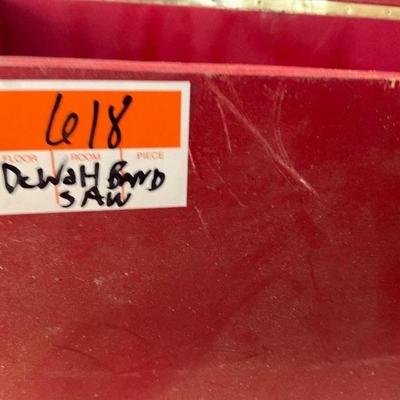 618
FLOOR ROOM PIECE
DeWalt Band
SAW